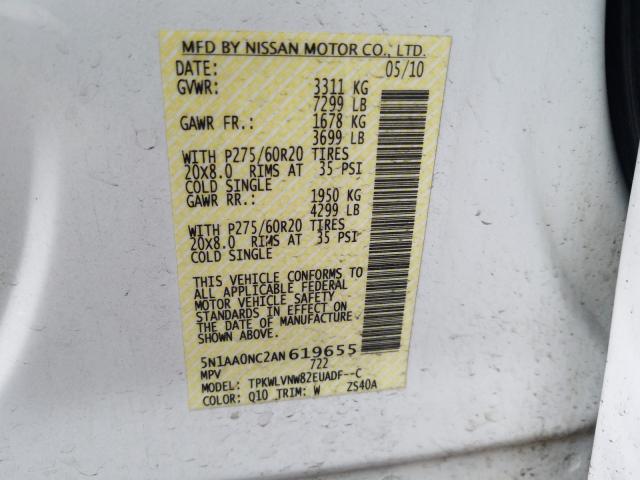 MFD BY NISSAN MOTOR CO., LTD.
DATE: 05/10
GVWR: 3311 KG
7299 LB
GAWR FR.: 1678 KG
3699 LB
WITH P275/60R20 TIRES
20X8.0 RIMS AT 35 PSI
COLD SINGLE
GAWR RR.: 1950 KG
4299 LB
WITH P275/60R20 TIRES
20X8.0 RIMS AT 35 PSI
COLD SINGLE
THIS VEHICLE CONFORMS TO
ALL APPLICABLE FEDERAL
MOTOR VEHICLE SAFETY
STANDARDS IN EFFECT ON
THE DATE OF MANUFACTURE
SHOWN ABOVE.
5N1AA0NC2AN619655
MPV 722
MODEL: TPKWLVNW82EUADF--C
COLOR: Q10 TRIM: W ZS40A